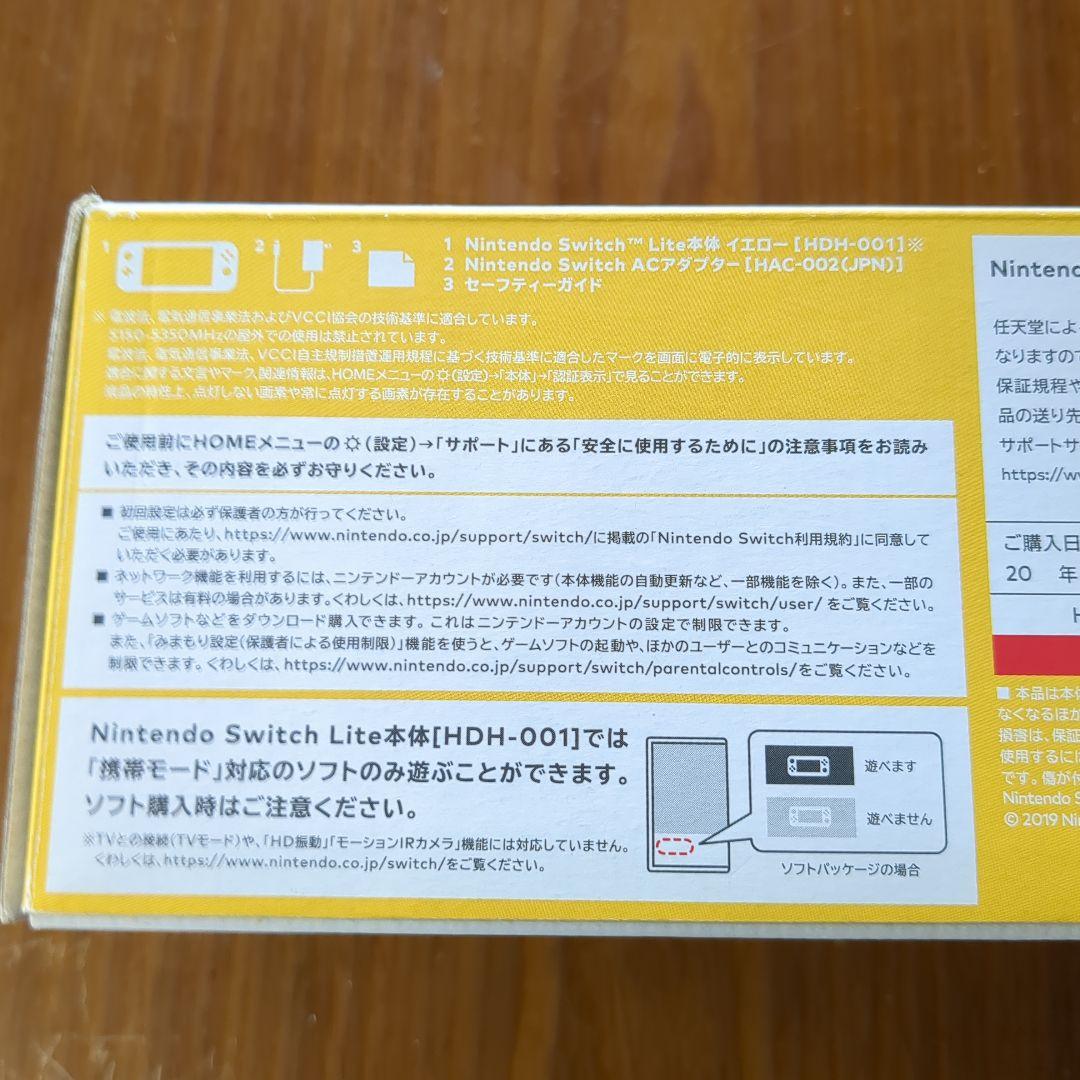 1
2
3
1 Nintendo Switch™ Lite本体 イエロー [HDH-001]※
2 Nintendo Switch ACアダプター [HAC-002(JPN)]
3 セーフティーガイド
※ 電波法、電気通信事業法およびVCCI協会の技術基準に適合しています。
5150-5350MHzの屋外での使用は禁止されています。
電波法、電気通信事業法、VCCI自主規制措置運用規程に基づく技術基準に適合したマークを画面に電子的に表示しています。
適合に関する文言やマーク、関連情報は、HOMEメニューの(設定)→「本体」→「認証表示」で見ることができます。
液晶の特性上、点灯しない画素や常に点灯する画素が存在することがあります。
ご使用前にHOMEメニューの(設定)→「サポート」にある「安全に使用するために」の注意事項をお読み
いただき、その内容を必ずお守りください。
■ 初回設定は必ず保護者の方が行ってください。
ご使用にあたり、https://www.nintendo.co.jp/support/switch/に掲載の「Nintendo Switch利用規約」に同意して
いただく必要があります。
■ ネットワーク機能を利用するには、ニンテンドーアカウントが必要です(本体機能の自動更新など、一部機能を除く)。また、一部の
サービスは有料の場合があります。くわしくは、https://www.nintendo.co.jp/support/switch/user/ をご覧ください。
■ ゲームソフトなどをダウンロード購入できます。これはニンテンドーアカウントの設定で制限できます。
また、「みまもり設定(保護者による使用制限)」機能を使うと、ゲームソフトの起動や、ほかのユーザーとのコミュニケーションなどを
制限できます。くわしくは、https://www.nintendo.co.jp/support/switch/parentalcontrols/をご覧ください。
Nintendo Switch Lite本体[HDH-001]では
「携帯モード」対応のソフトのみ遊ぶことができます。
ソフト購入時はご注意ください。
※TVとの接続(TVモード)や、「HD振動」「モーションIRカメラ」機能には対応していません。
くわしくは、https://www.nintendo.co.jp/switch/をご覧ください。
遊べます
遊べません
ソフトパッケージの場合
Nintend
任天堂によ
なりますので
保証規程や
品の送り先
サポートサ
https://w
ご購入日
20 年
■ 本品は本体
なくなるほか
損害は、保証
使用するには
です。傷が付
Nintendo S
© 2019 Nin